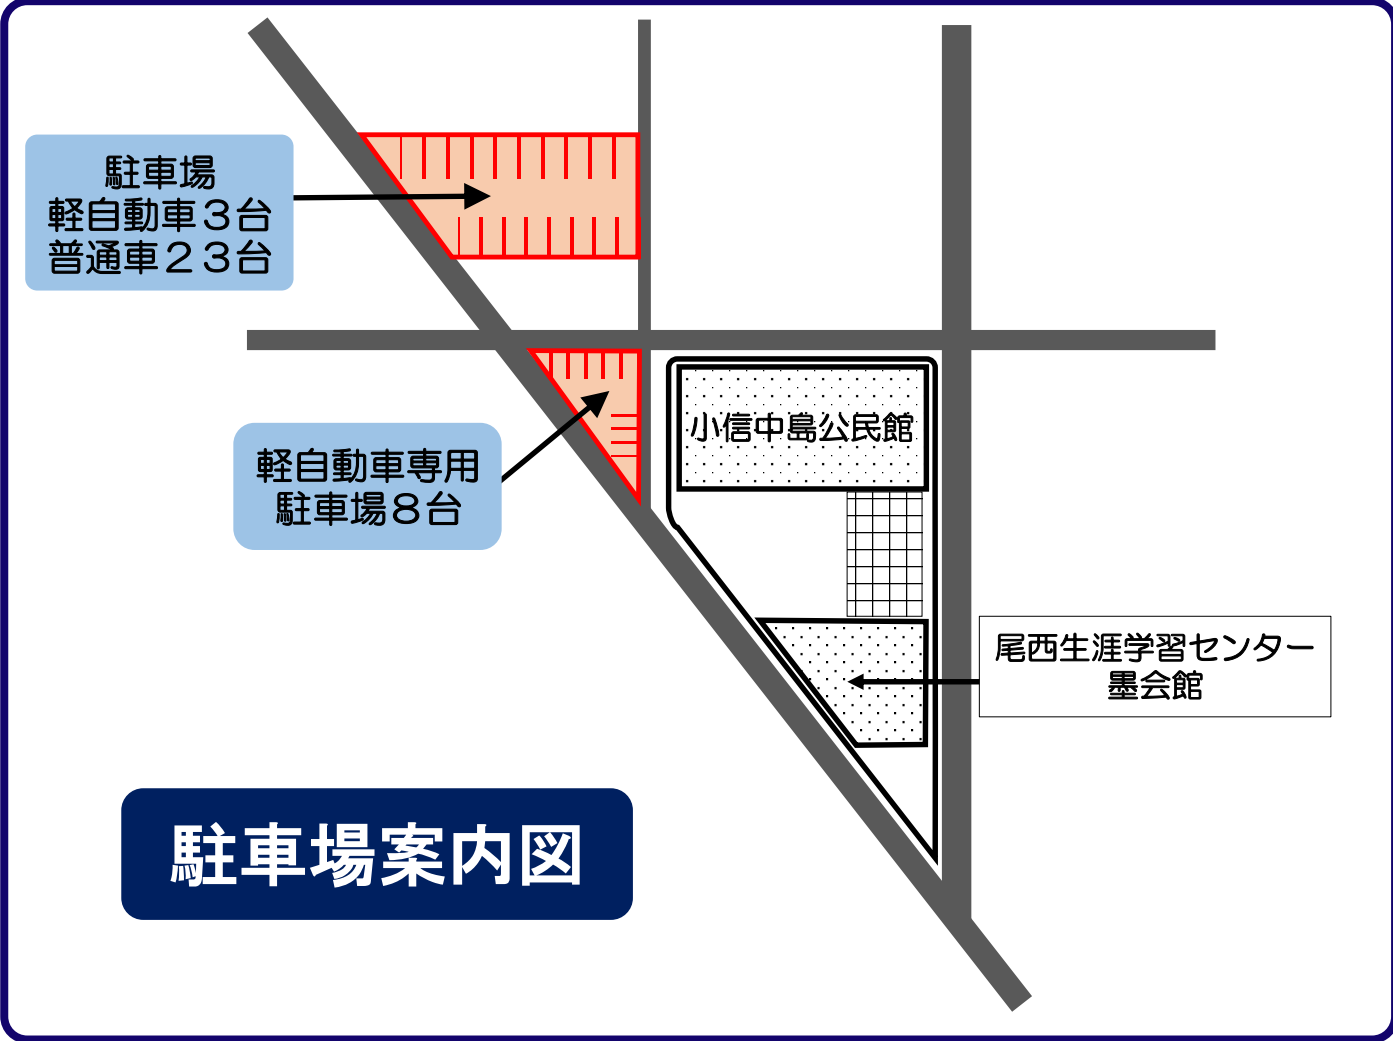 駐車場
軽自動車３台
普通車２３台
軽自動車専用
駐車場８台
小信中島公民館
尾西生涯学習センター
墨会館
駐車場案内図